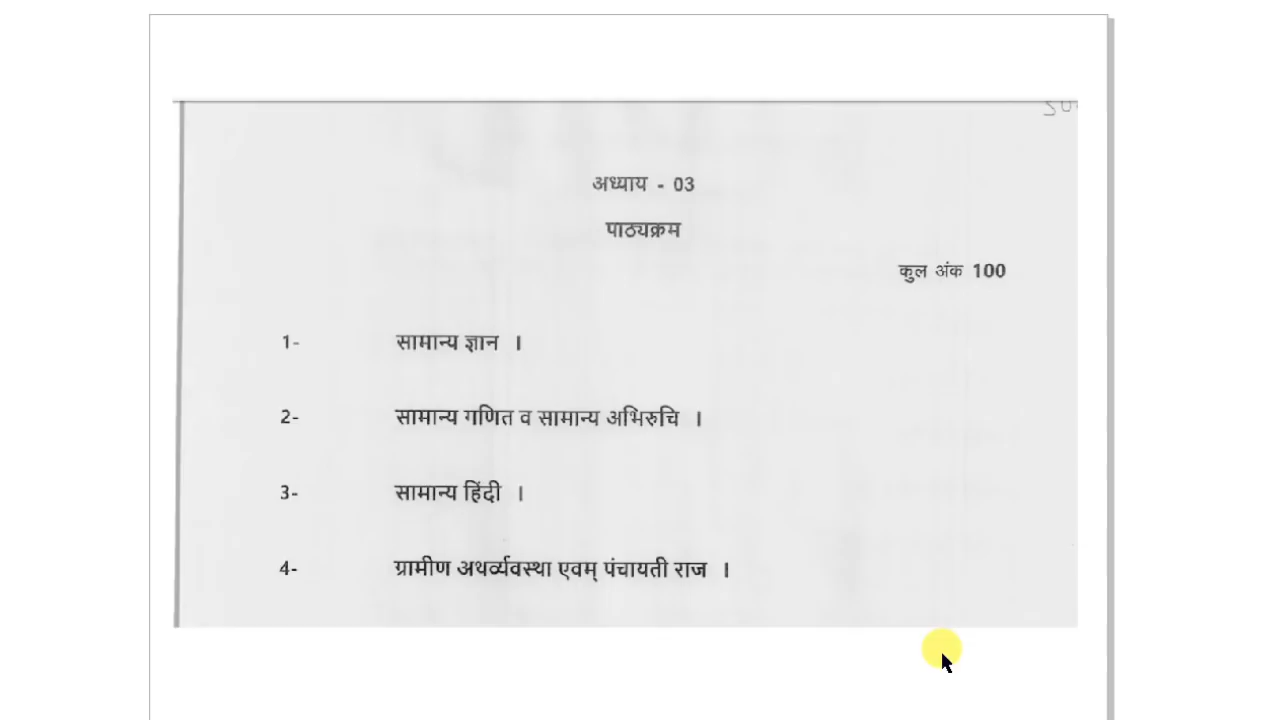 अध्याय - 03
पाठ्यक्रम
कुल अंक 100
1- सामान्य ज्ञान ।
2- सामान्य गणित व सामान्य अभिरुचि ।
3- सामान्य हिंदी ।
4- ग्रामीण अथर्व्यवस्था एवम् पंचायती राज ।